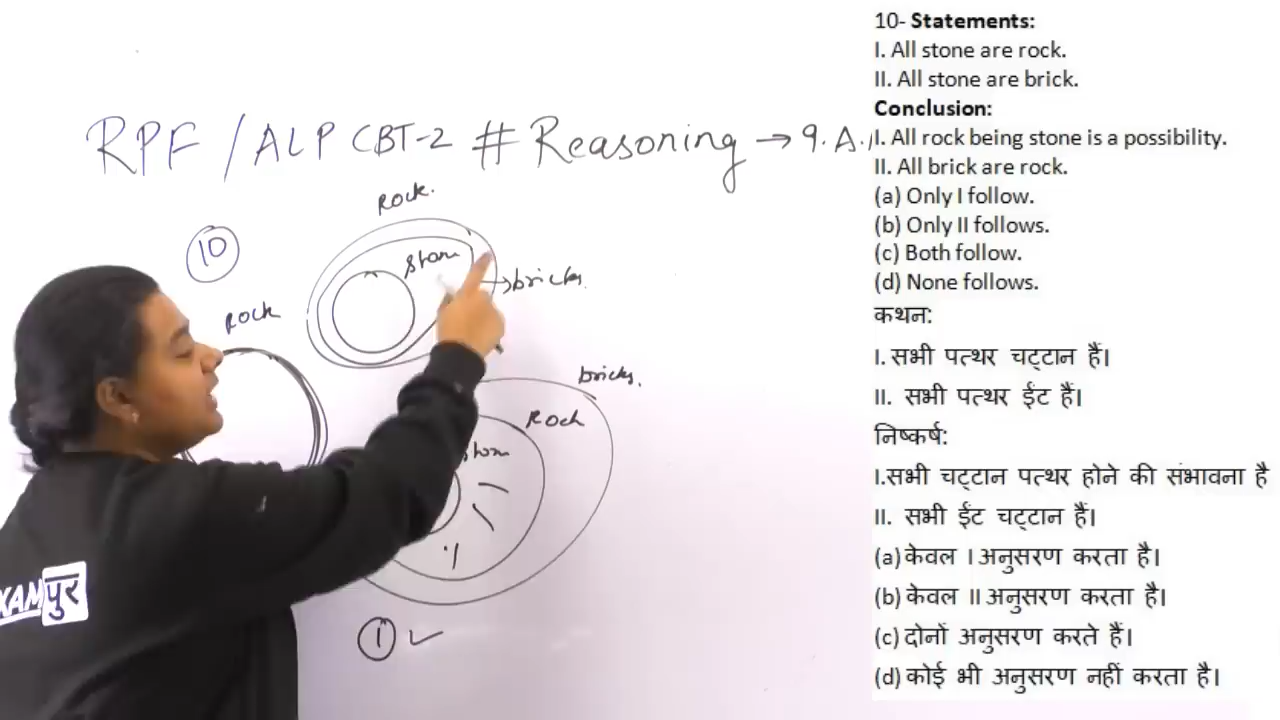 RPF / ALP CBT-2 # Reasoning → 9. A.
10
Rock.
Stone
bricks.
Rock
bricks.
Rock
1 ✓
EXAMपुर
10- Statements:
I. All stone are rock.
II. All stone are brick.
Conclusion:
I. All rock being stone is a possibility.
II. All brick are rock.
(a) Only I follow.
(b) Only II follows.
(c) Both follow.
(d) None follows.
कथन:
I. सभी पत्थर चट्टान हैं।
II. सभी पत्थर ईंट हैं।
निष्कर्ष:
I.सभी चट्टान पत्थर होने की संभावना है
II. सभी ईंट चट्टान हैं।
(a) केवल I अनुसरण करता है।
(b) केवल II अनुसरण करता है।
(c) दोनों अनुसरण करते हैं।
(d) कोई भी अनुसरण नहीं करता है।